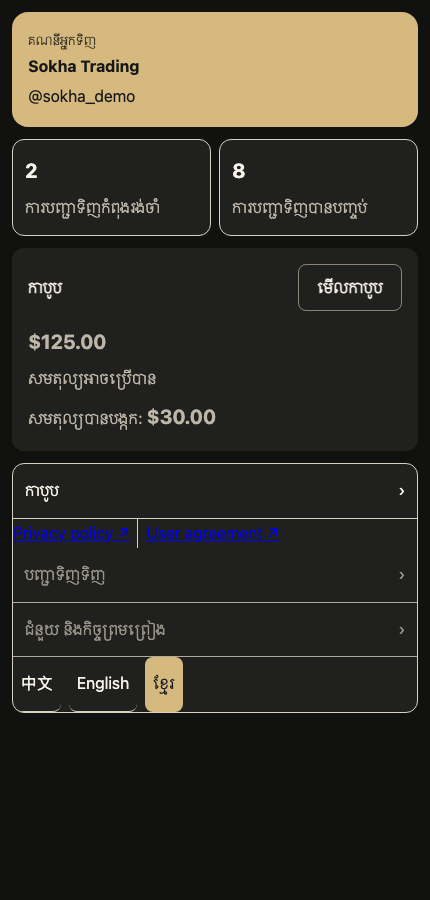 គណនីអ្នកទិញ
Sokha Trading
@sokha_demo
2
ការបញ្ជាទិញកំពុងរង់ចាំ
8
ការបញ្ជាទិញបានបញ្ចប់
កាបូប
មើលកាបូប
$125.00
សមតុល្យអាចប្រើបាន
សមតុល្យបានបង្កក: $30.00
កាបូប ›
Privacy policy ↗ User agreement ↗
បញ្ជាទិញទិញ ›
ជំនួយ និងកិច្ចព្រមព្រៀង ›
中文 English ខ្មែរ